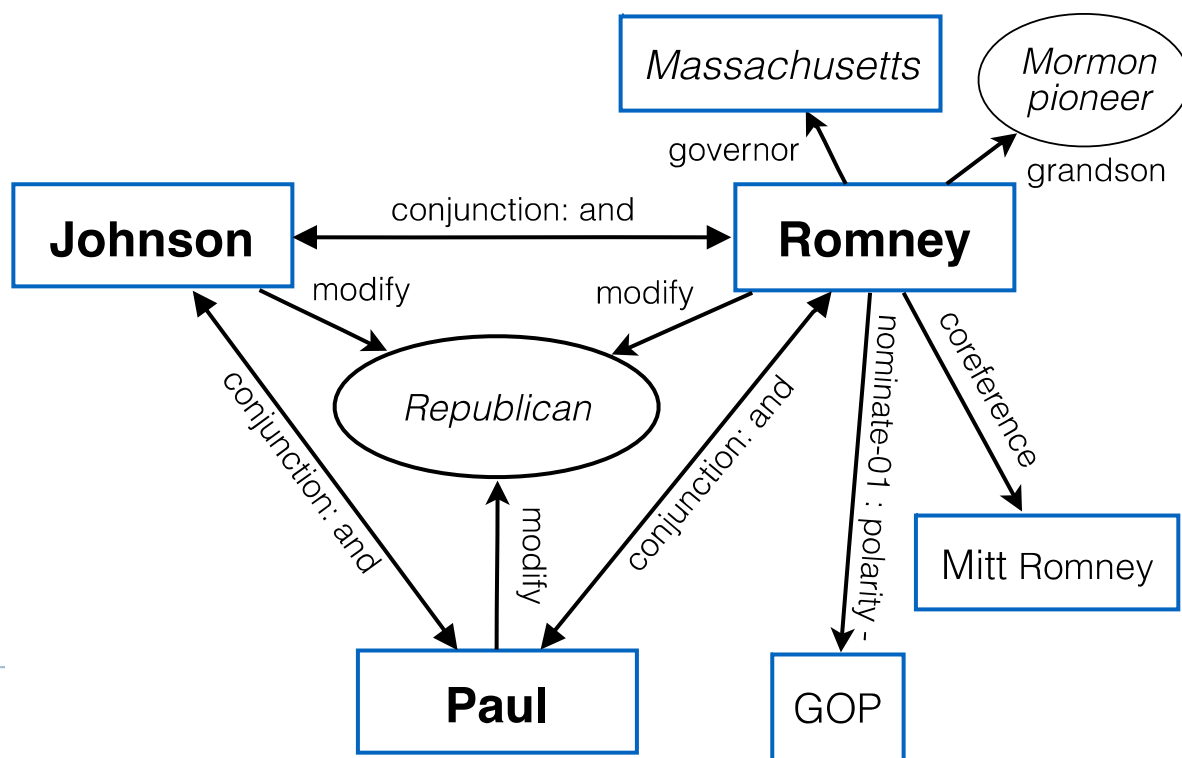 Massachusetts
Mormon
pioneer
governor
grandson
Johnson
conjunction: and
Romney
modify
modify
Republican
conjunction: and
conjunction: and
nominate-01 : polarity -
coreference
modify
Mitt Romney
Paul
GOP